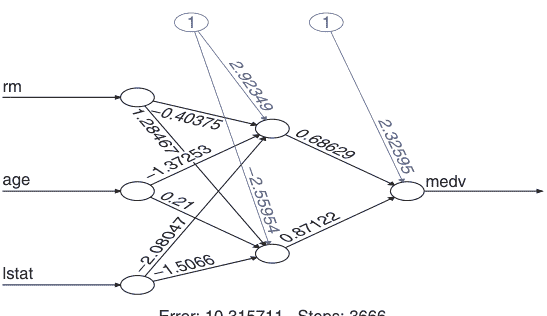 1
1
2.92349
2.32595
rm
−0.40375
1.28467
0.68629
−1.37253
age
0.21
−2.55954
medv
−2.08047
0.87122
−1.5066
lstat
Error: 10.315711 Steps: 3666